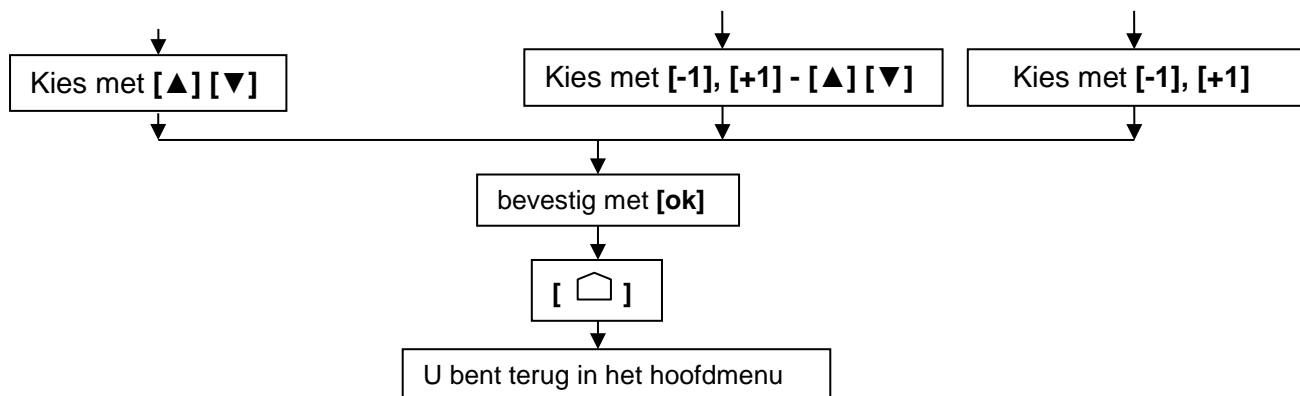 Kies met [▲] [▼]
Kies met [-1], [+1] - [▲] [▼]
Kies met [-1], [+1]
bevestig met [ok]
[ ]
U bent terug in het hoofdmenu